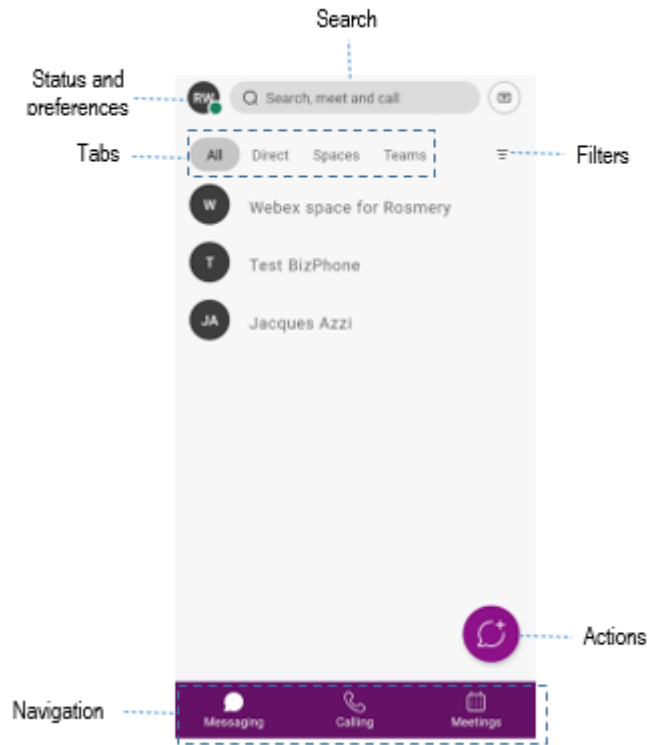 Search
Status and
preferences
RW
Search, meet and call
Tabs
All Direct Spaces Teams
Filters
W
Webex space for Rosmery
T
Test BizPhone
JA
Jacques Azzi
Actions
Navigation
Messaging Calling Meetings